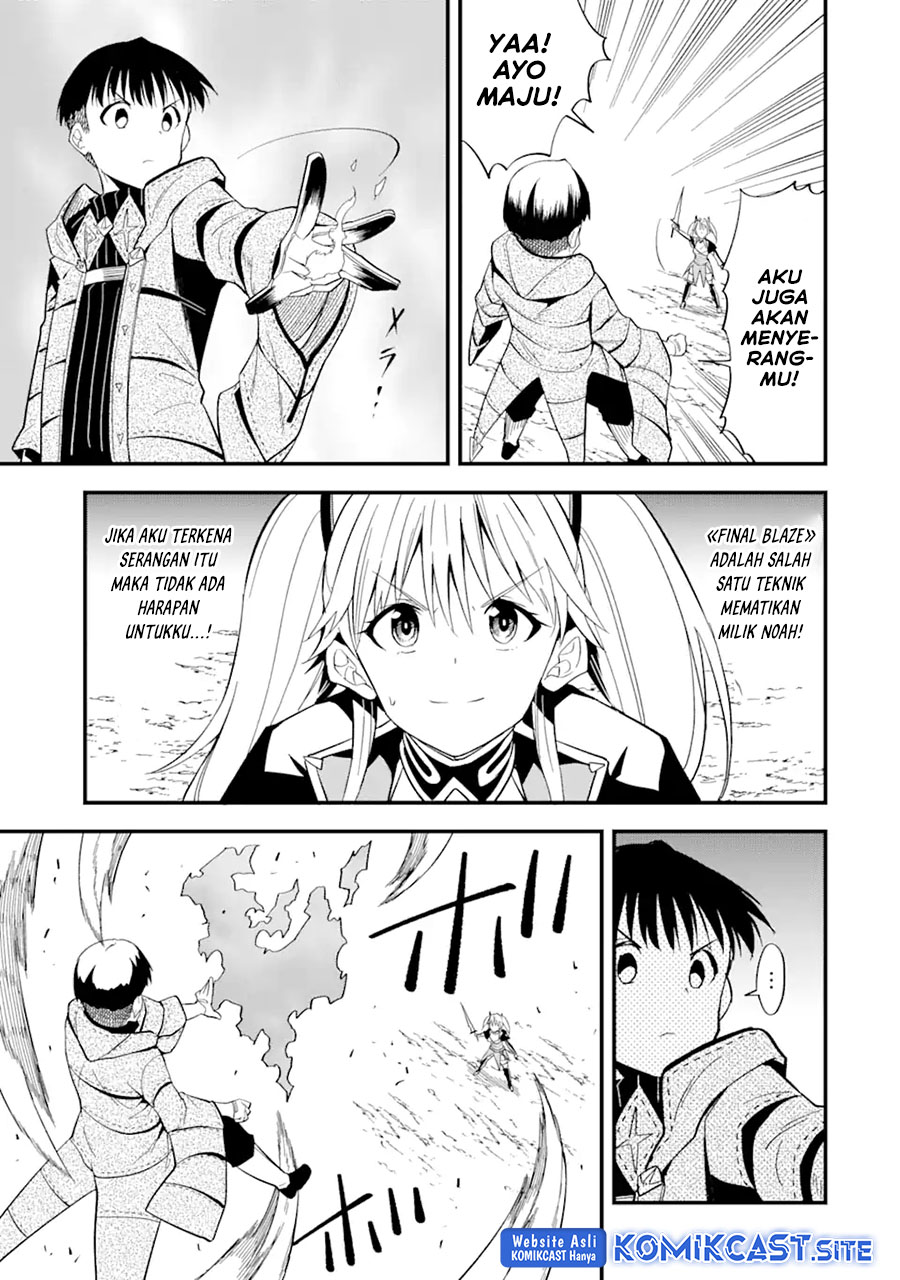 YAA!
AYO
MAJU!
AKU
JUGA
AKAN
MENYE-
RANG-
MU!
メラ…
«FINAL BLAZE»
ADALAH SALAH
SATU TEKNIK
MEMATIKAN
MILIK NOAH!
JIKA AKU TERKENA
SERANGAN ITU
MAKA TIDAK ADA
HARAPAN
UNTUKKU...!
...
ボボボ
Website Asli
KOMIKCAST Hanya
KOMIKCAST.SITE